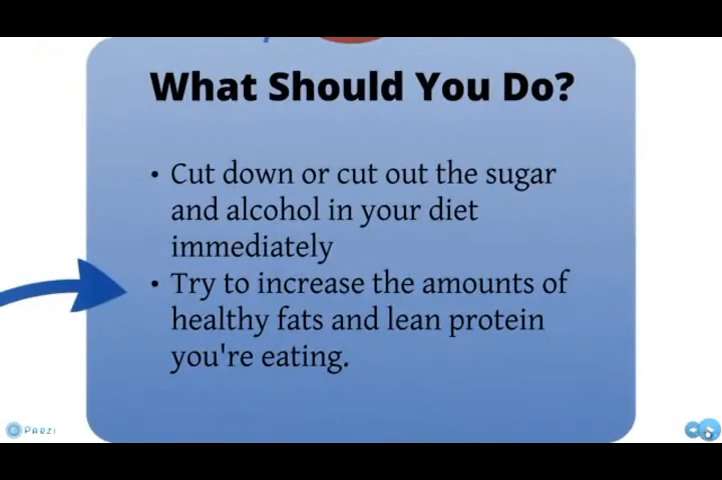 What Should You Do?
• Cut down or cut out the sugar
and alcohol in your diet
immediately
• Try to increase the amounts of
healthy fats and lean protein
you're eating.
PREZI